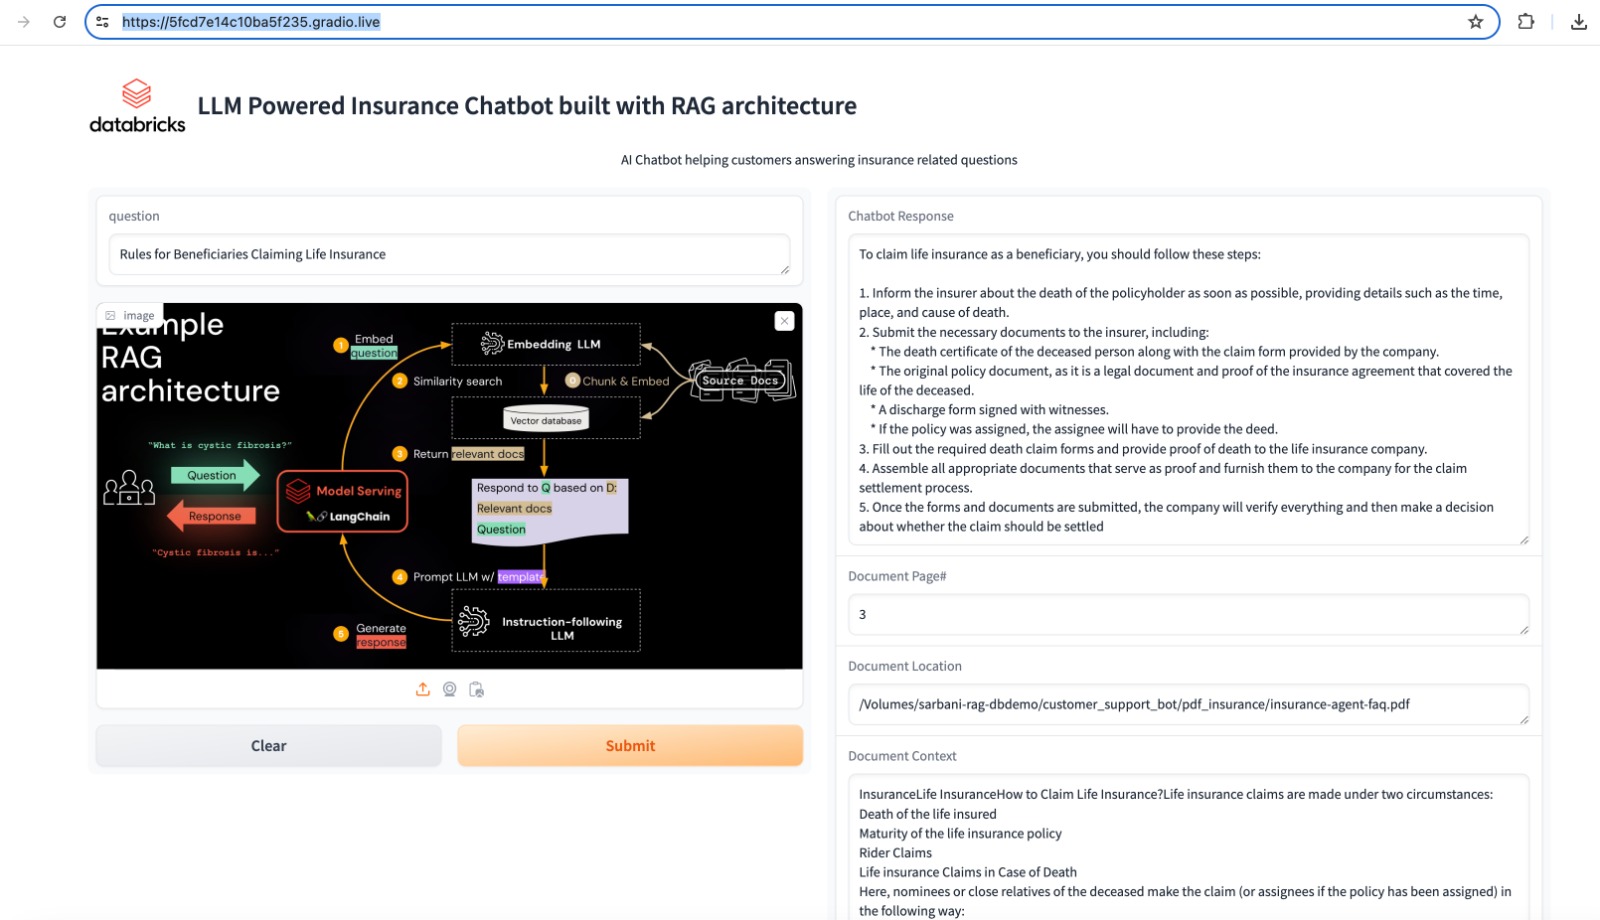 https://5fcd7e14c10ba5f235.gradio.live
databricks
LLM Powered Insurance Chatbot built with RAG architecture
AI Chatbot helping customers answering insurance related questions
question
Rules for Beneficiaries Claiming Life Insurance
image
Example
RAG
architecture
1 Embed
question
Embedding LLM
2 Similarity search
0 Chunk & Embed
Source Docs
Vector database
"What is cystic fibrosis?"
Question
Response
"Cystic fibrosis is..."
Model Serving
LangChain
3 Return relevant docs
Respond to Q based on D:
Relevant docs
Question
4 Prompt LLM w/ template
5 Generate
response
Instruction-following
LLM
Clear
Submit
Chatbot Response
To claim life insurance as a beneficiary, you should follow these steps:
1. Inform the insurer about the death of the policyholder as soon as possible, providing details such as the time,
place, and cause of death.
2. Submit the necessary documents to the insurer, including:
* The death certificate of the deceased person along with the claim form provided by the company.
* The original policy document, as it is a legal document and proof of the insurance agreement that covered the
life of the deceased.
* A discharge form signed with witnesses.
* If the policy was assigned, the assignee will have to provide the deed.
3. Fill out the required death claim forms and provide proof of death to the life insurance company.
4. Assemble all appropriate documents that serve as proof and furnish them to the company for the claim
settlement process.
5. Once the forms and documents are submitted, the company will verify everything and then make a decision
about whether the claim should be settled
Document Page#
3
Document Location
/Volumes/sarbani-rag-dbdemo/customer_support_bot/pdf_insurance/insurance-agent-faq.pdf
Document Context
InsuranceLife InsuranceHow to Claim Life Insurance?Life insurance claims are made under two circumstances:
Death of the life insured
Maturity of the life insurance policy
Rider Claims
Life insurance Claims in Case of Death
Here, nominees or close relatives of the deceased make the claim (or assignees if the policy has been assigned) in
the following way: